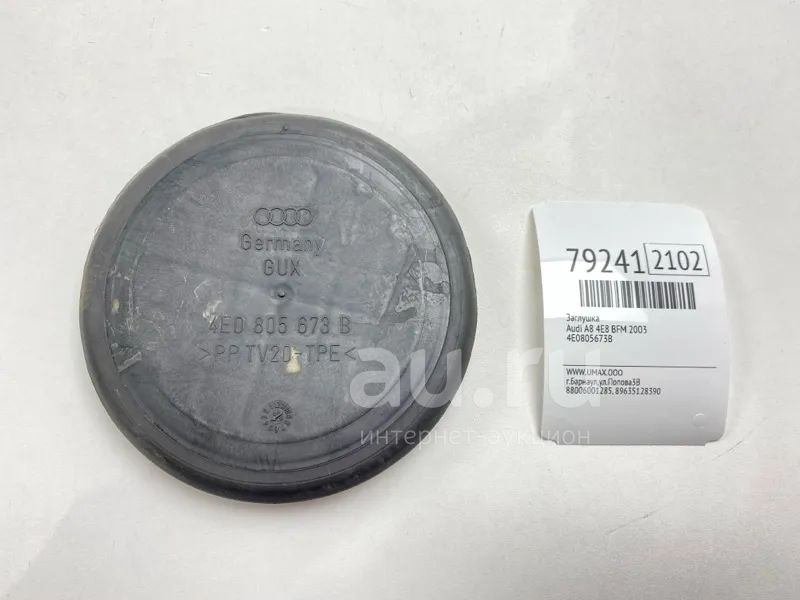 Germany
GUX
4E0 805 673 B
>PP TV20-TPE<
79241 2102
Заглушка
Audi A8 4E8 BFM 2003
4E0805673B
WWW.UMAX.OOO
г.Барнаул,ул.Попова3В
88006001285, 89635128390
au.ru
интернет-аукцион